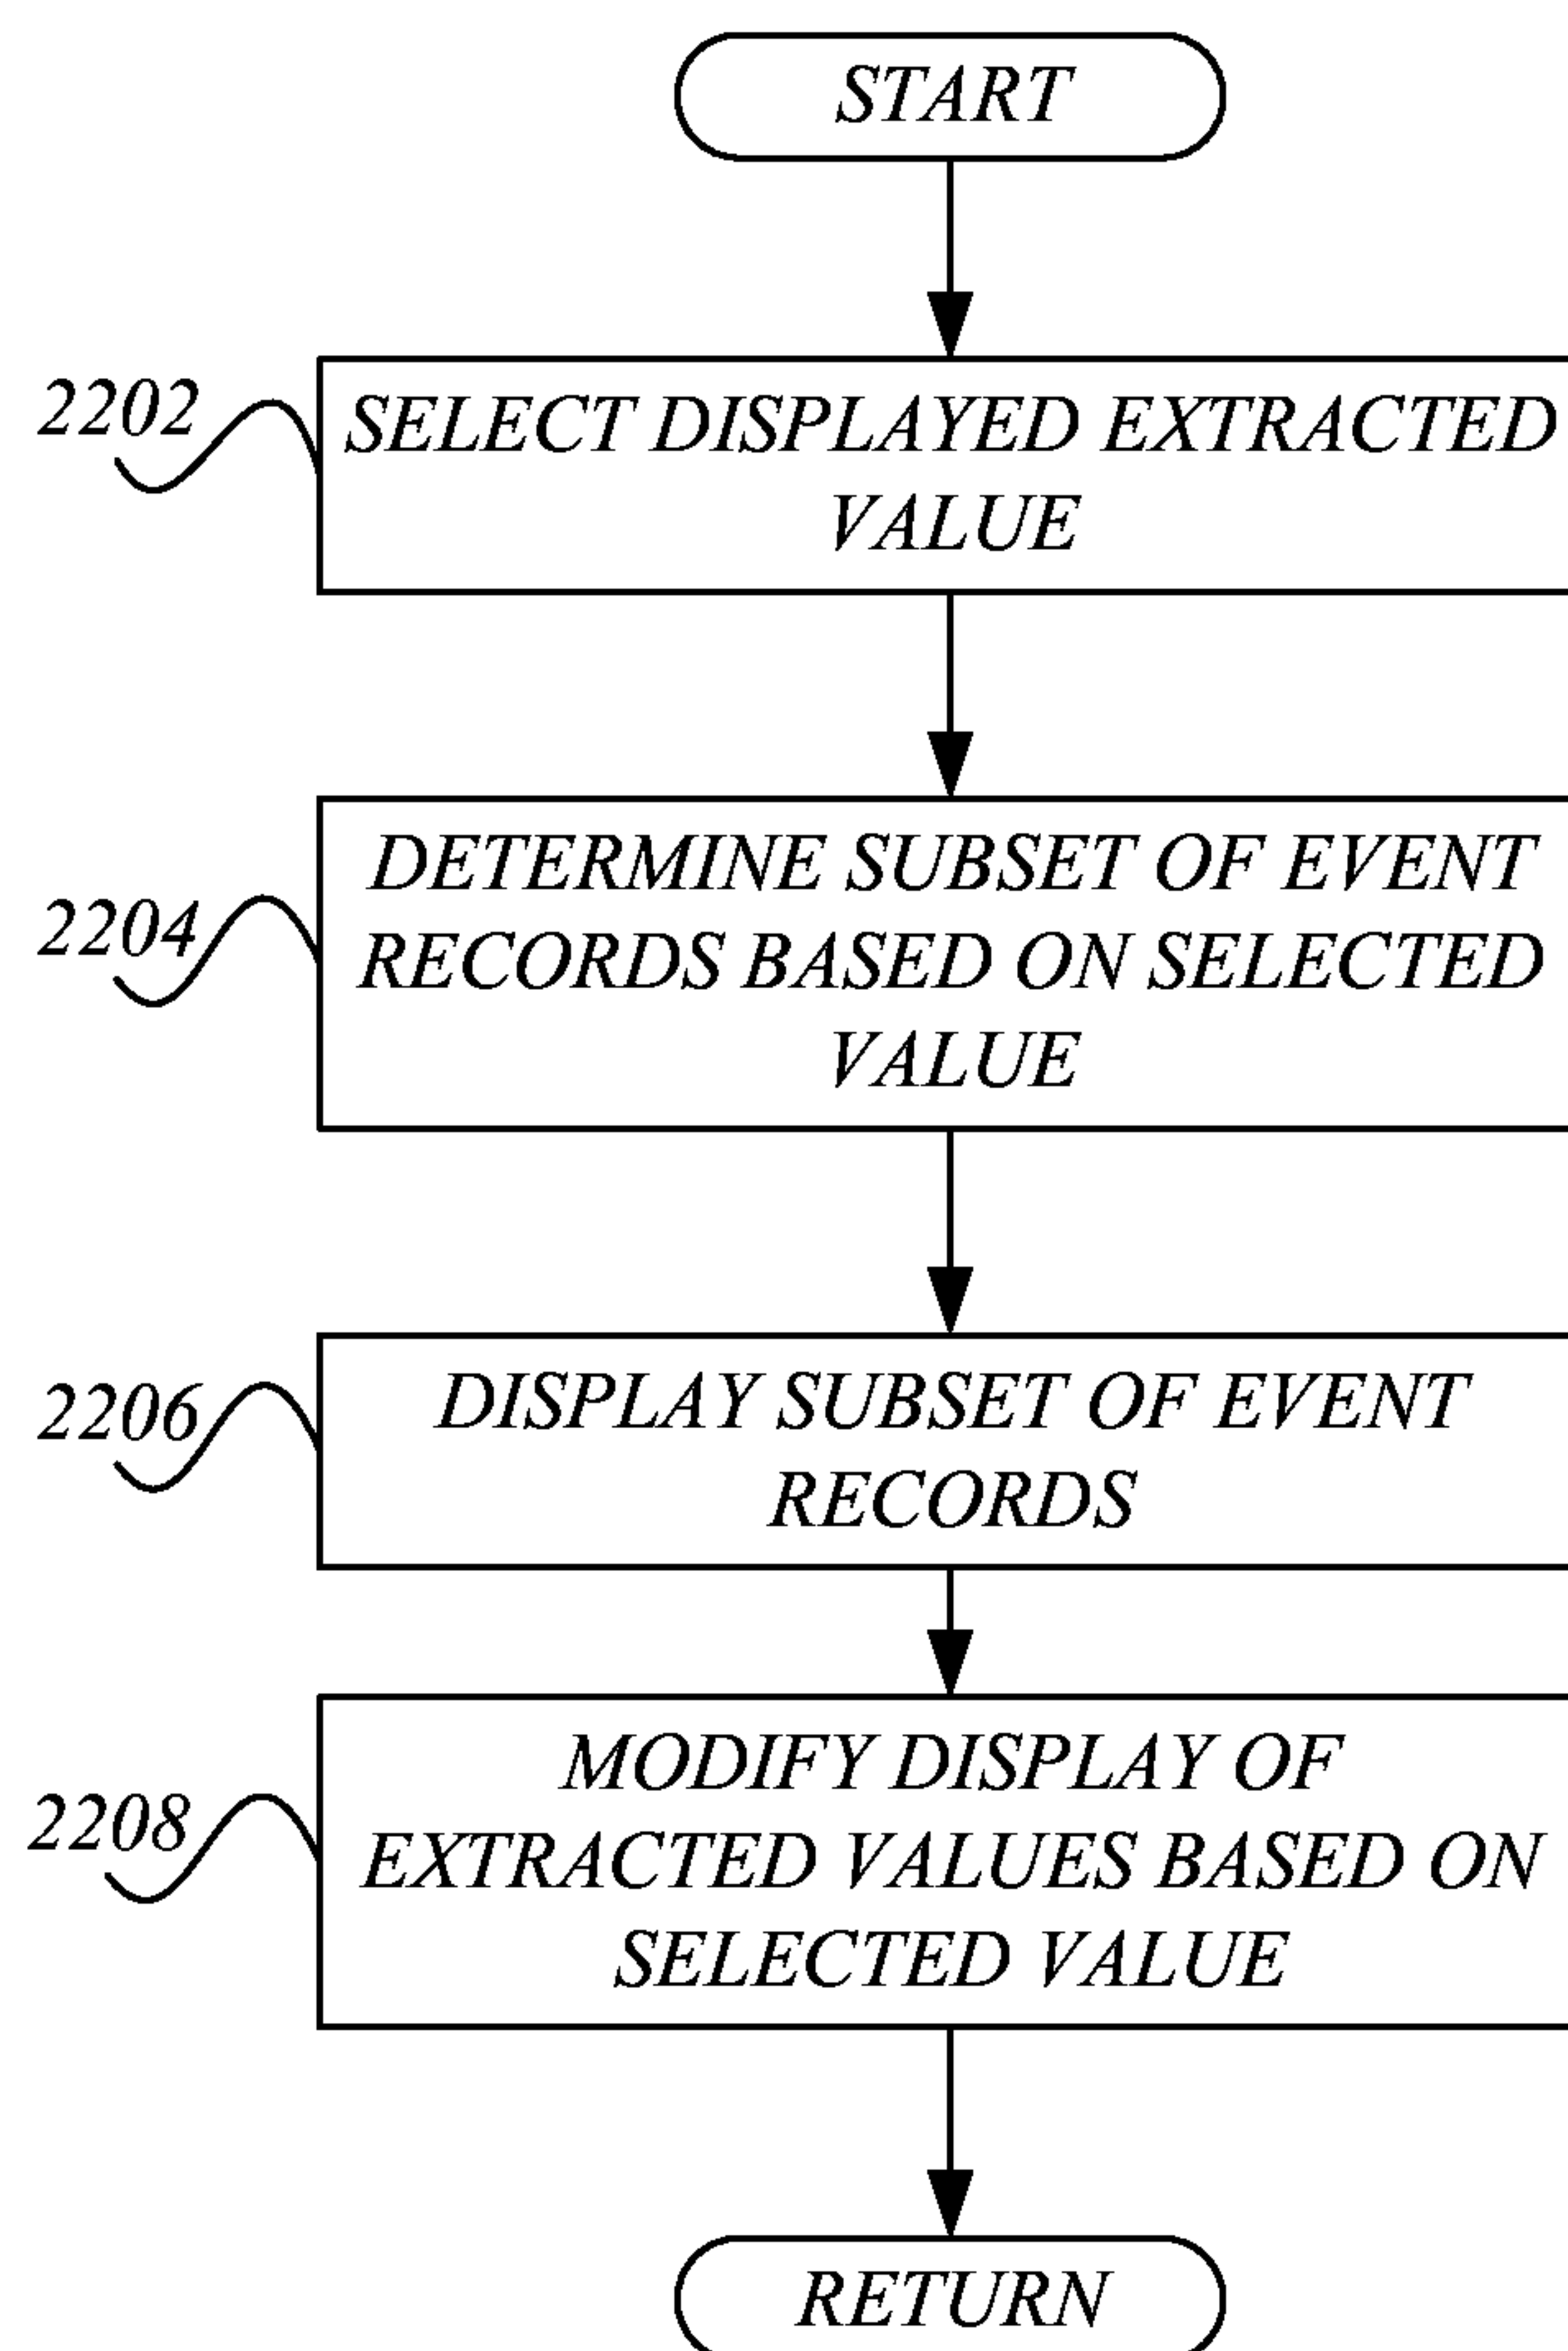 START
2202
SELECT DISPLAYED EXTRACTED
VALUE
2204
DETERMINE SUBSET OF EVENT
RECORDS BASED ON SELECTED
VALUE
2206
DISPLAY SUBSET OF EVENT
RECORDS
2208
MODIFY DISPLAY OF
EXTRACTED VALUES BASED ON
SELECTED VALUE
RETURN